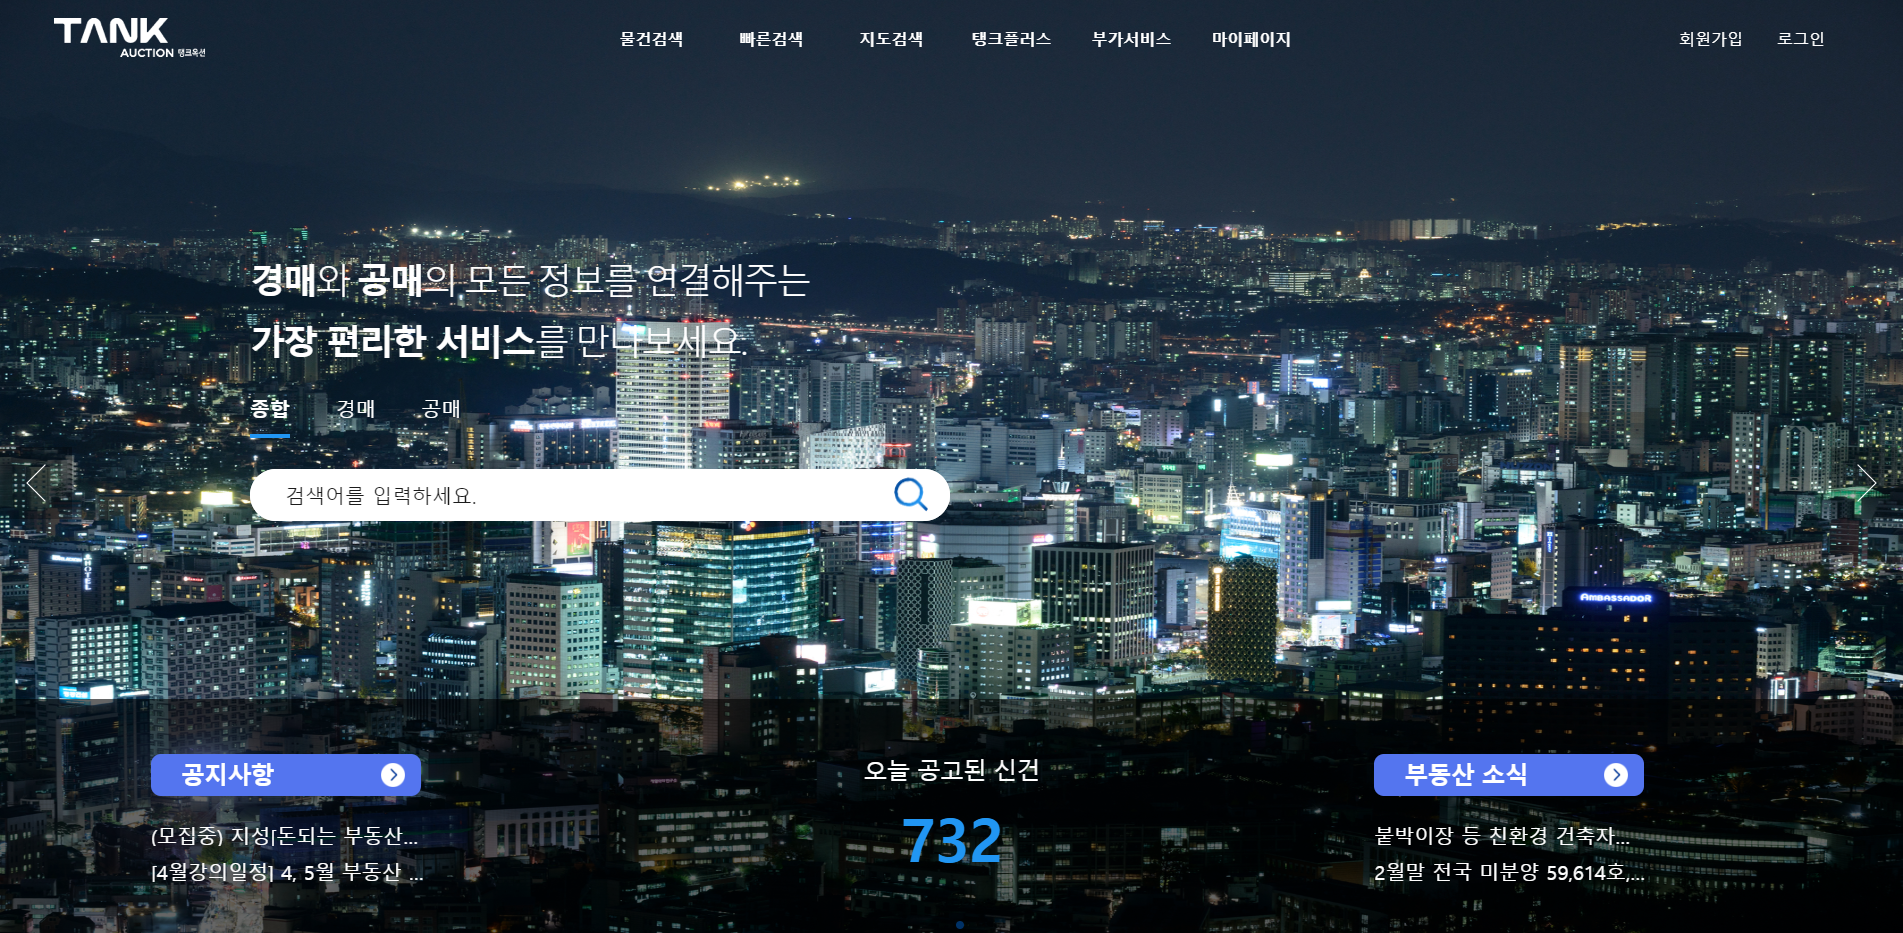 TANK
AUCTION 탱크옥션
물건검색 빠른검색 지도검색 탱크플러스 부가서비스 마이페이지
회원가입 로그인
경매와 공매의 모든 정보를 연결해주는
가장 편리한 서비스를 만나보세요.
종합 경매 공매
검색어를 입력하세요.
HOTEL
AMBASSADOR
공지사항
(모집중) 지성[돈되는 부동산...
[4월강의일정] 4, 5월 부동산 ...
오늘 공고된 신건
732
부동산 소식
붙박이장 등 친환경 건축자...
2월말 전국 미분양 59,614호,...